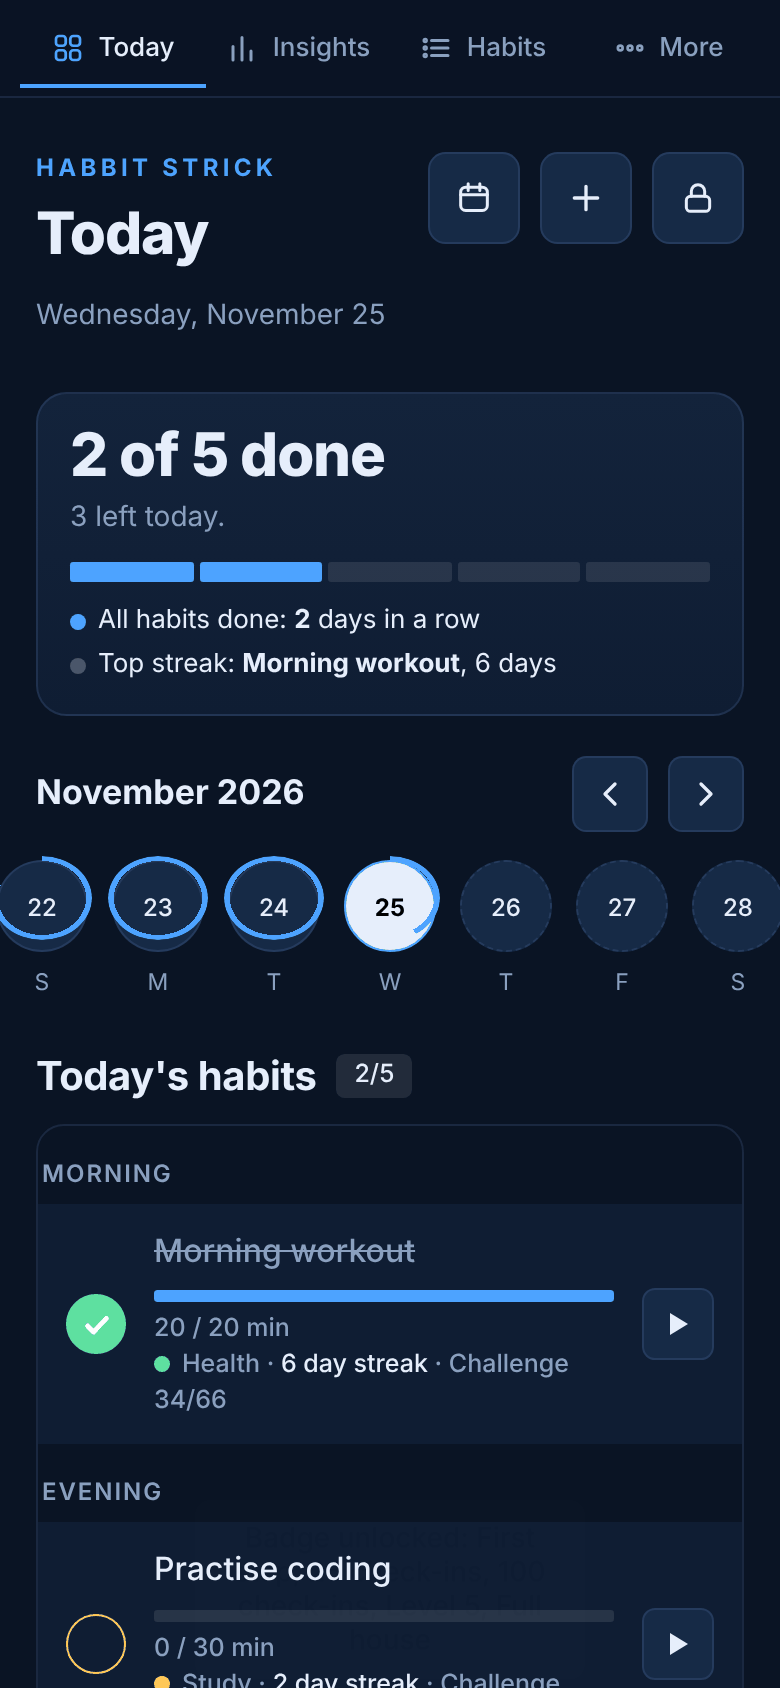 Today
Insights
Habits
More
HABBIT STRICK
Today
Wednesday, November 25
2 of 5 done
3 left today.
All habits done: 2 days in a row
Top streak: Morning workout, 6 days
November 2026
22
23
24
25
26
27
28
S
M
T
W
T
F
S
Today's habits
2/5
MORNING
Morning workout
20 / 20 min
Health · 6 day streak · Challenge
34/66
EVENING
Practise coding
0 / 30 min
Study · 2 day streak · Challenge